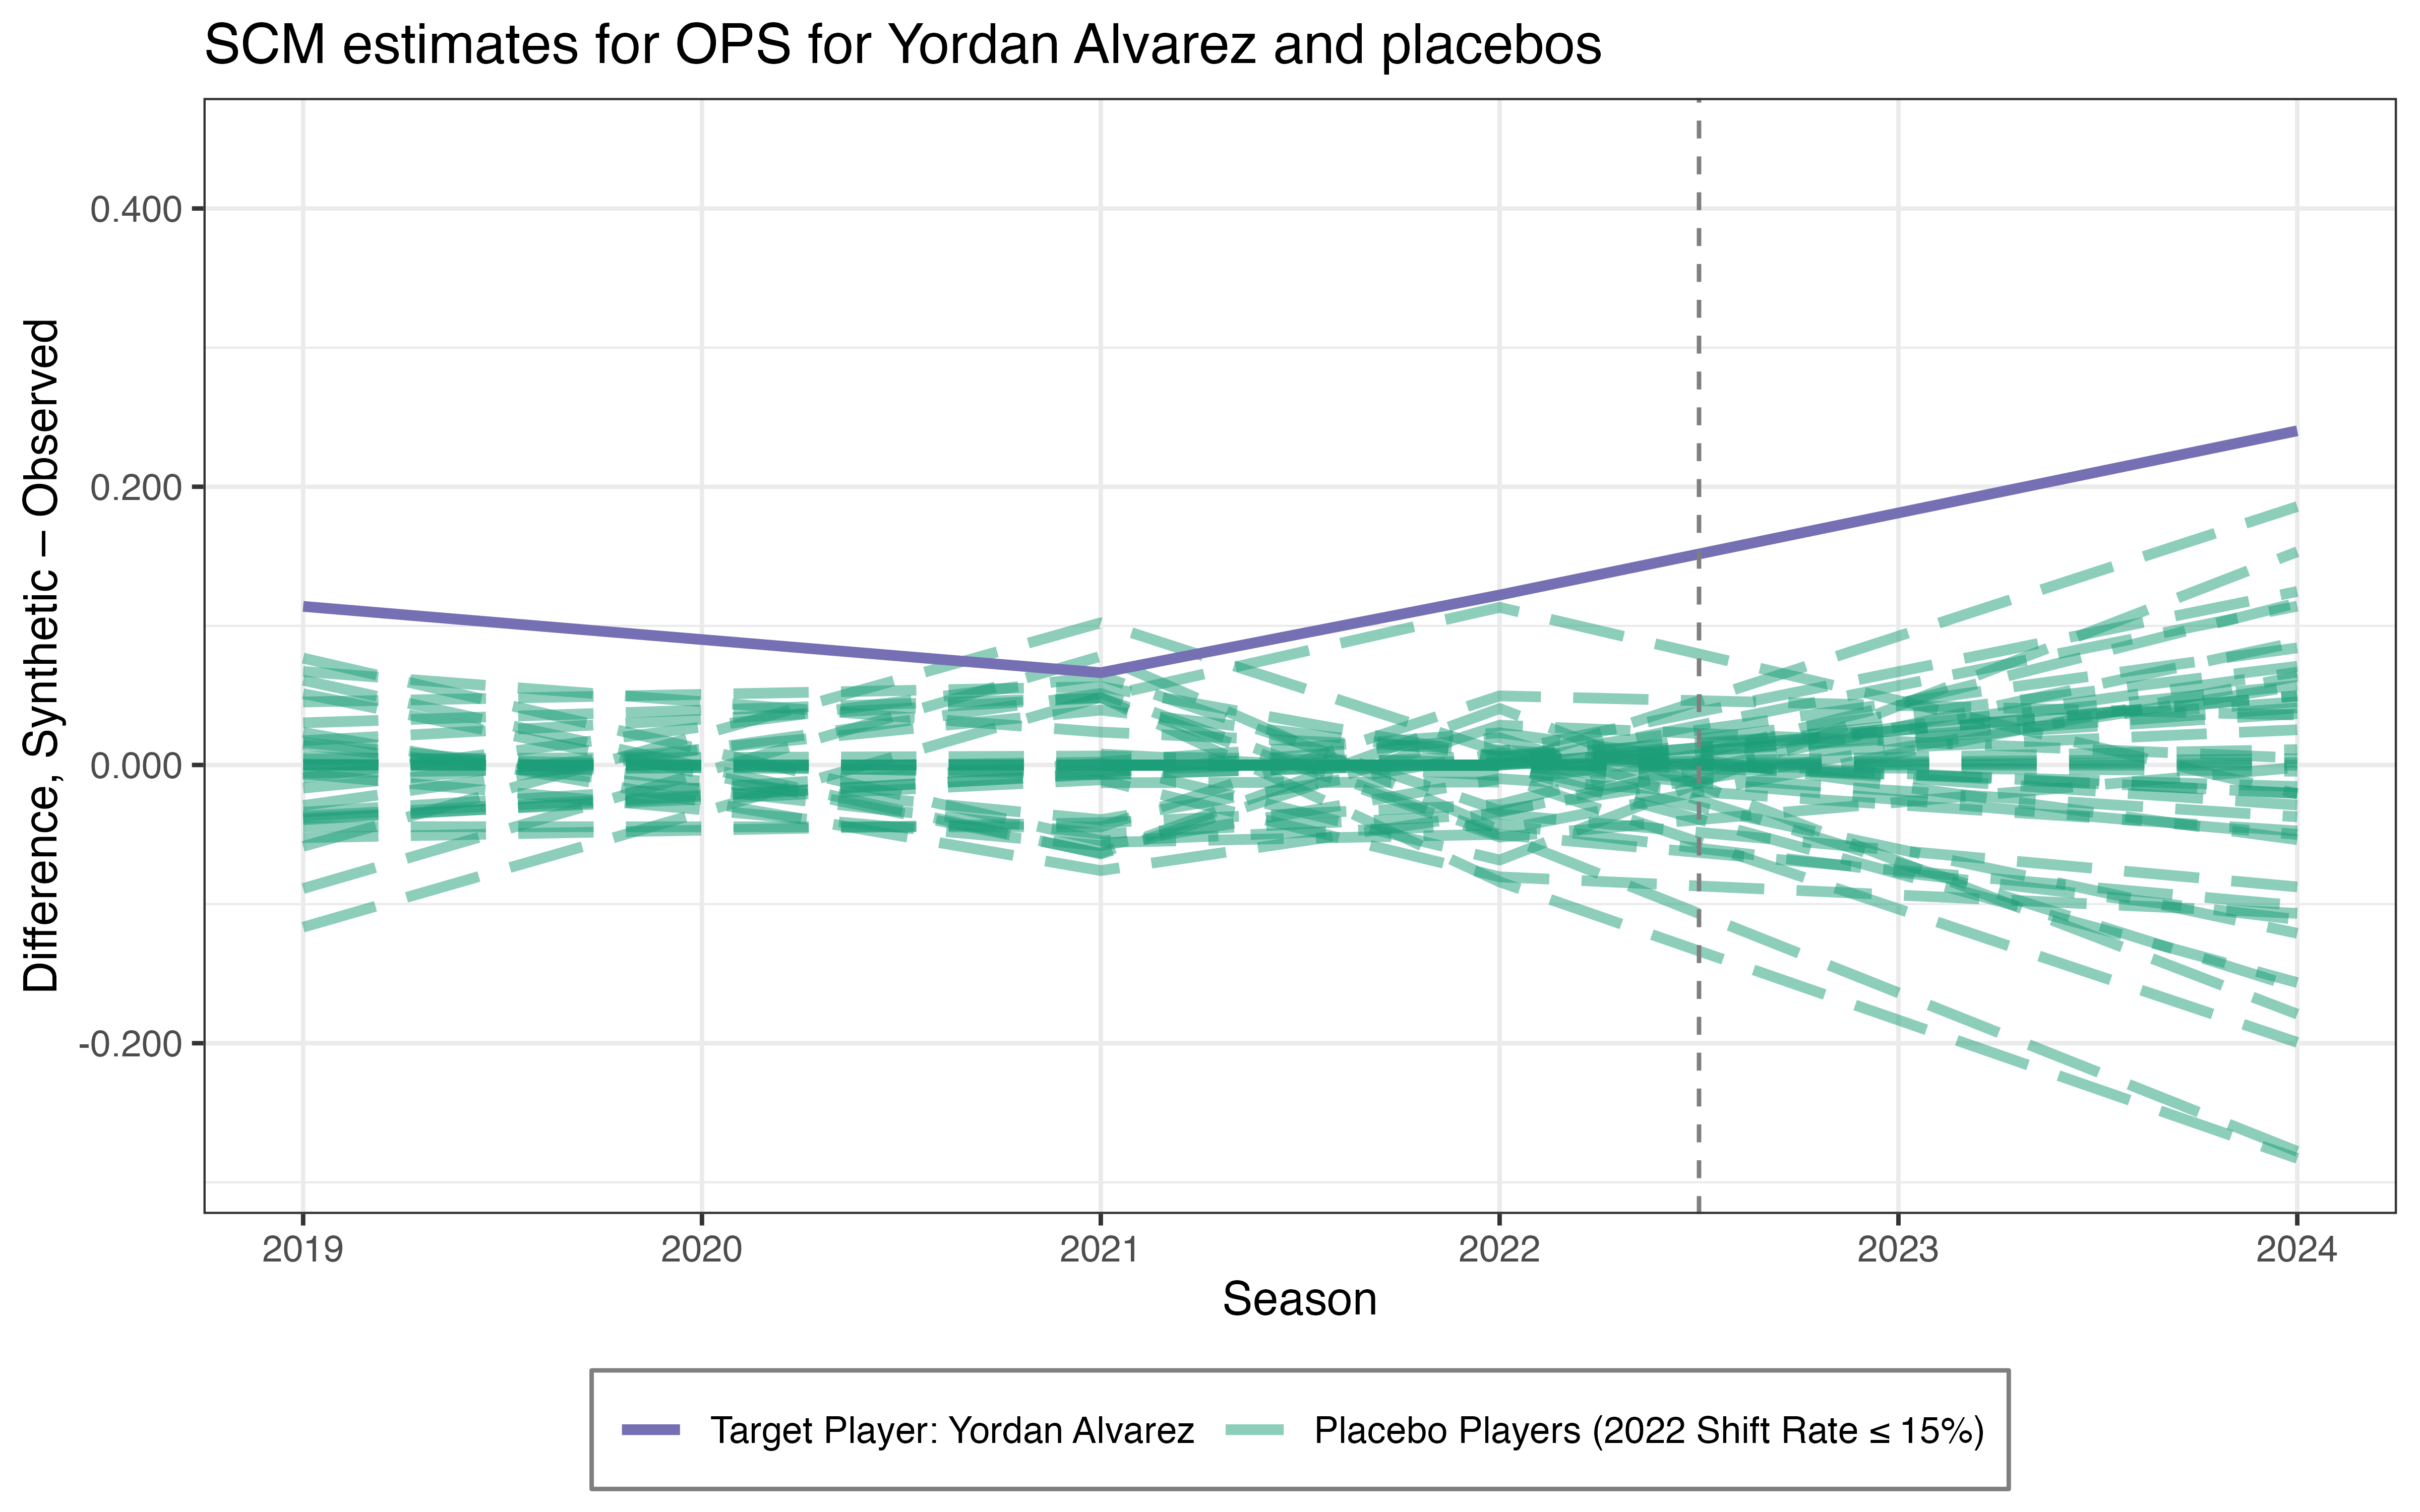 SCM estimates for OPS for Yordan Alvarez and placebos
Difference, Synthetic – Observed
0.400
0.200
0.000
-0.200
2019 2020 2021 2022 2023 2024
Season
Target Player: Yordan Alvarez Placebo Players (2022 Shift Rate ≤ 15%)